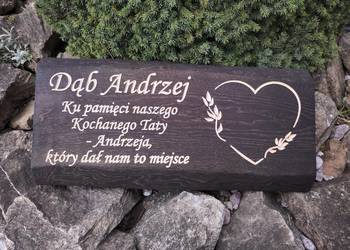 Dąb Andrzej
Ku pamięci naszego
Kochanego Taty
- Andrzeja,
który dał nam to miejsce